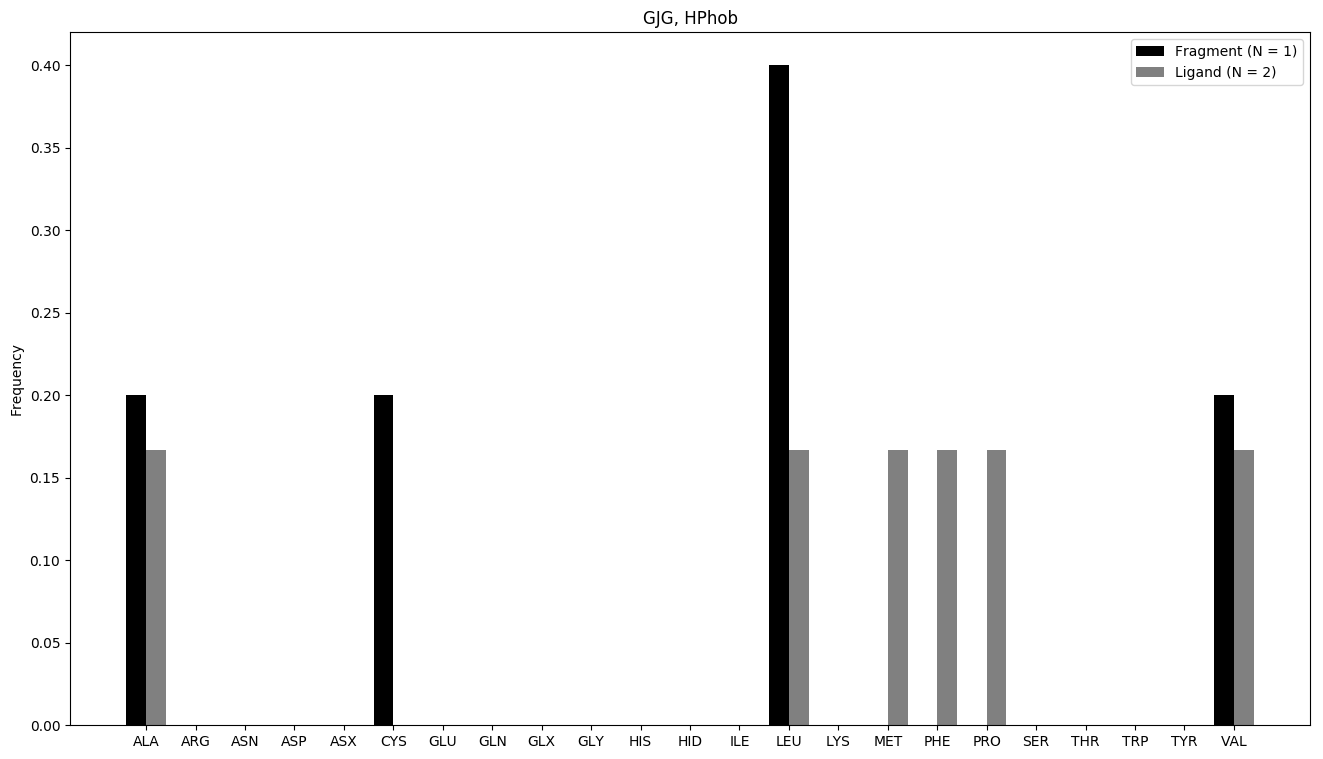 GJG, HPhob
Fragment (N = 1)
Ligand (N = 2)
0.40
0.35
0.30
0.25
0.20
0.15
0.10
0.05
0.00
Frequency
ALA ARG ASN ASP ASX CYS GLU GLN GLX GLY HIS HID ILE LEU LYS MET PHE PRO SER THR TRP TYR VAL